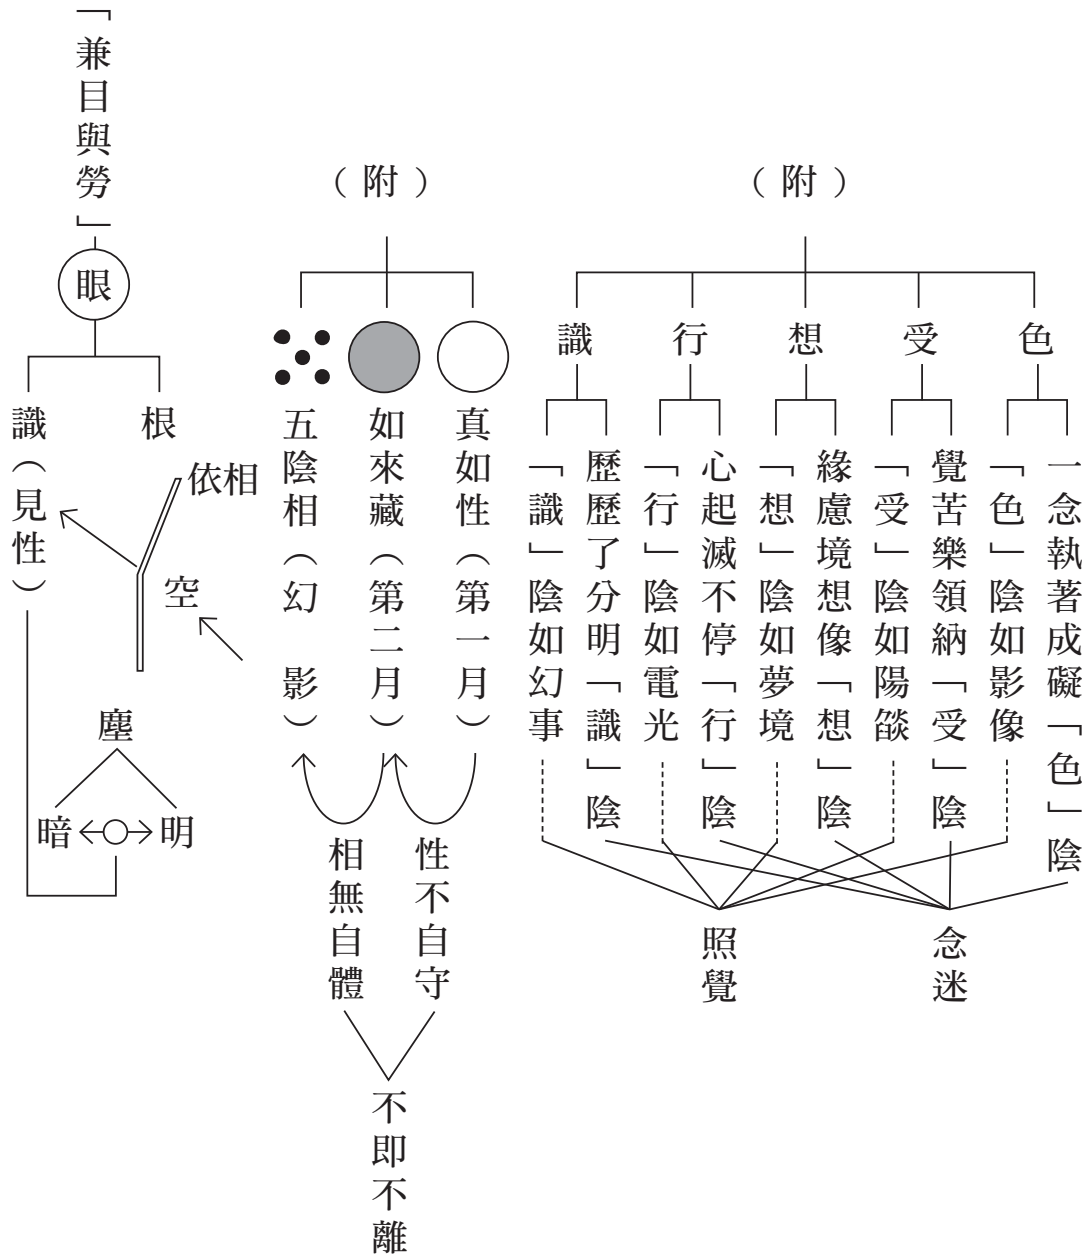 （附）
色
一念執著成礙「色」陰
「色」陰如影像
受
覺苦樂領納「受」陰
「受」陰如陽燄
想
緣慮境想像「想」陰
「想」陰如夢境
行
心起滅不停「行」陰
「行」陰如電光
識
歷歷了分明「識」陰
「識」陰如幻事
念迷
照覺
（附）
真如性（第一月）
如來藏（第二月）
五陰相（幻　影）
性不自守
相無自體
不即不離
「兼目與勞」
眼
根
識（見性）
依相
空
塵
明
暗